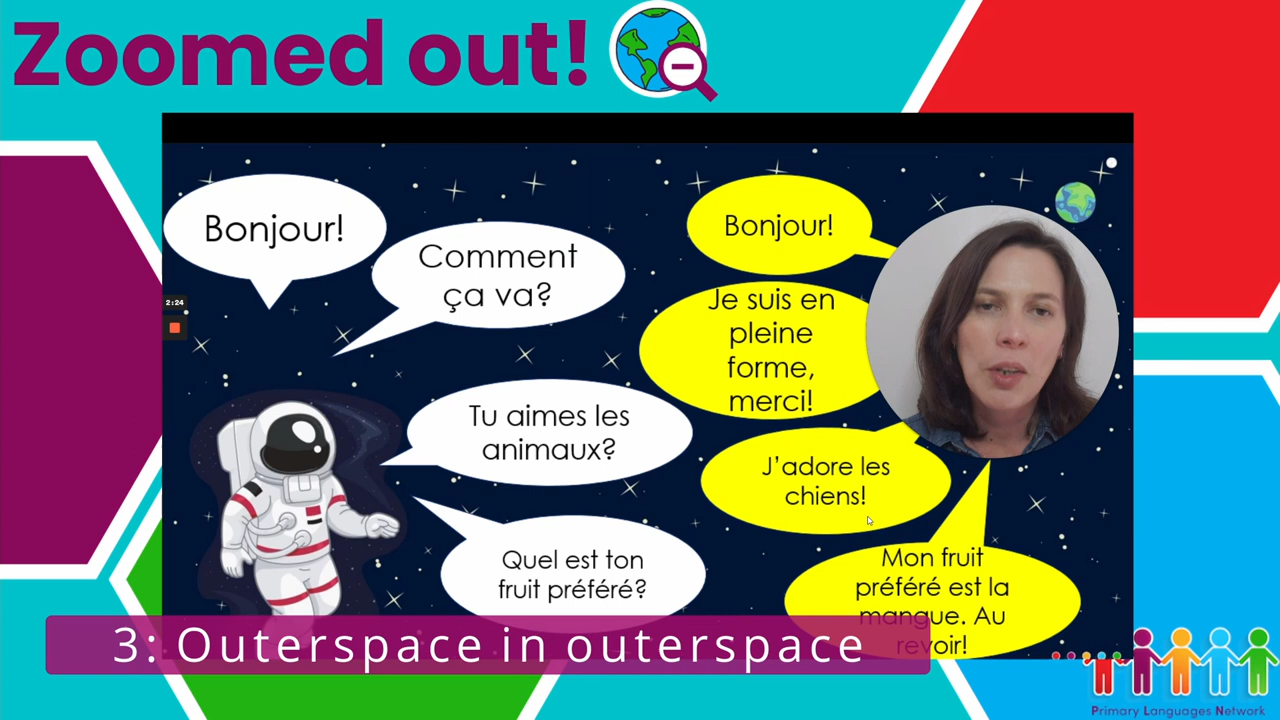 Zoomed out!
Bonjour!
Comment
ça va?
Tu aimes les
animaux?
Quel est ton
fruit préféré?
Bonjour!
Je suis en
pleine
forme,
merci!
J’adore les
chiens!
Mon fruit
préféré est la
mangue. Au
revoir!
2:24
3: Outerspace in outerspace
Primary Languages Network